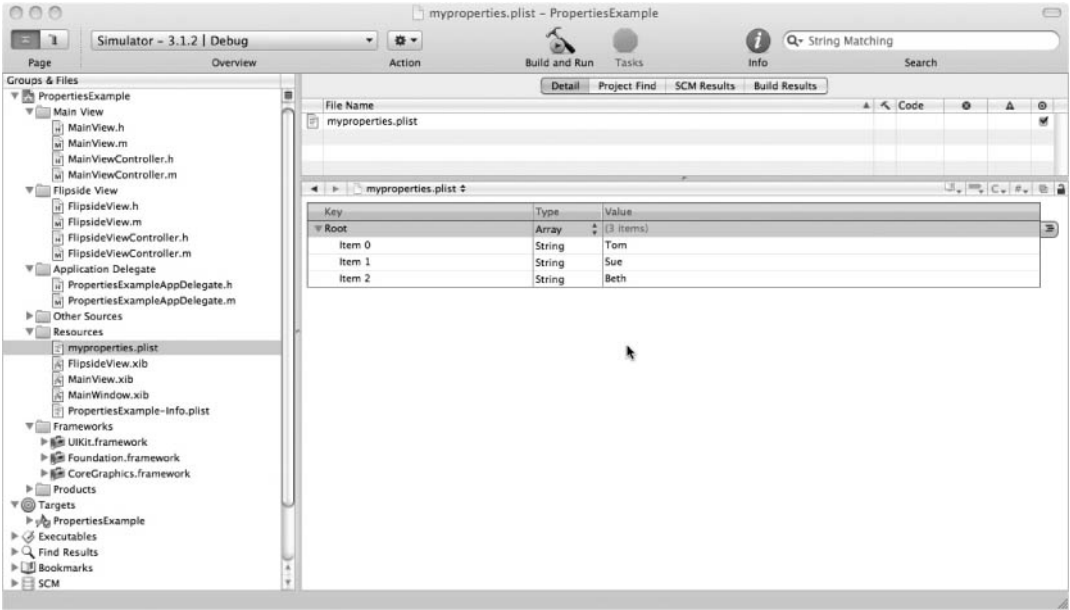 myproperties.plist – PropertiesExample
Simulator – 3.1.2 | Debug
String Matching
Page
Overview
Action
Build and Run
Tasks
Info
Search
Groups & Files
PropertiesExample
Main View
MainView.h
MainView.m
MainViewController.h
MainViewController.m
Flipside View
FlipsideView.h
FlipsideView.m
FlipsideViewController.h
FlipsideViewController.m
Application Delegate
PropertiesExampleAppDelegate.h
PropertiesExampleAppDelegate.m
Other Sources
Resources
myproperties.plist
FlipsideView.xib
MainView.xib
MainWindow.xib
PropertiesExample-Info.plist
Frameworks
UIKit.framework
Foundation.framework
CoreGraphics.framework
Products
Targets
PropertiesExample
Executables
Find Results
Bookmarks
SCM
Detail Project Find SCM Results Build Results
File Name Code
myproperties.plist
myproperties.plist C #
Key Type Value
Root Array (3 items)
Item 0 String Tom
Item 1 String Sue
Item 2 String Beth